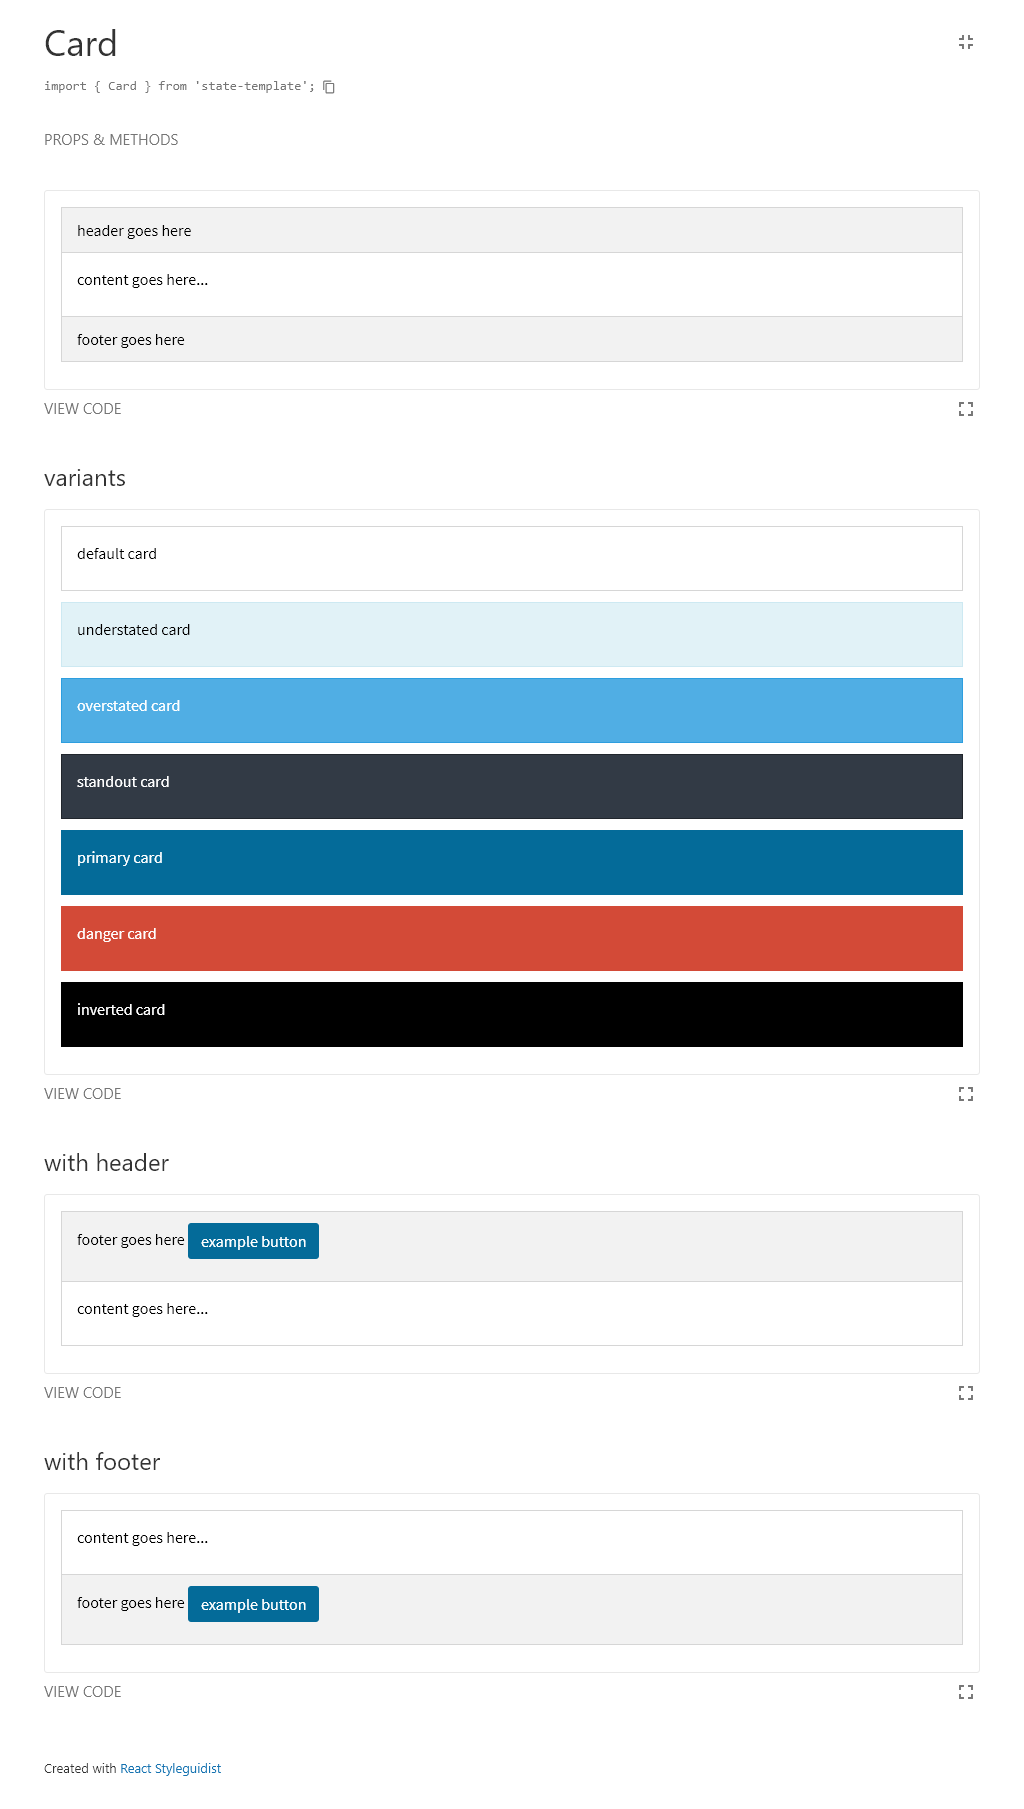 Card
import { Card } from 'state-template';
PROPS & METHODS
header goes here
content goes here...
footer goes here
VIEW CODE
variants
default card
understated card
overstated card
standout card
primary card
danger card
inverted card
VIEW CODE
with header
footer goes here example button
content goes here...
VIEW CODE
with footer
content goes here...
footer goes here example button
VIEW CODE
Created with React Styleguidist